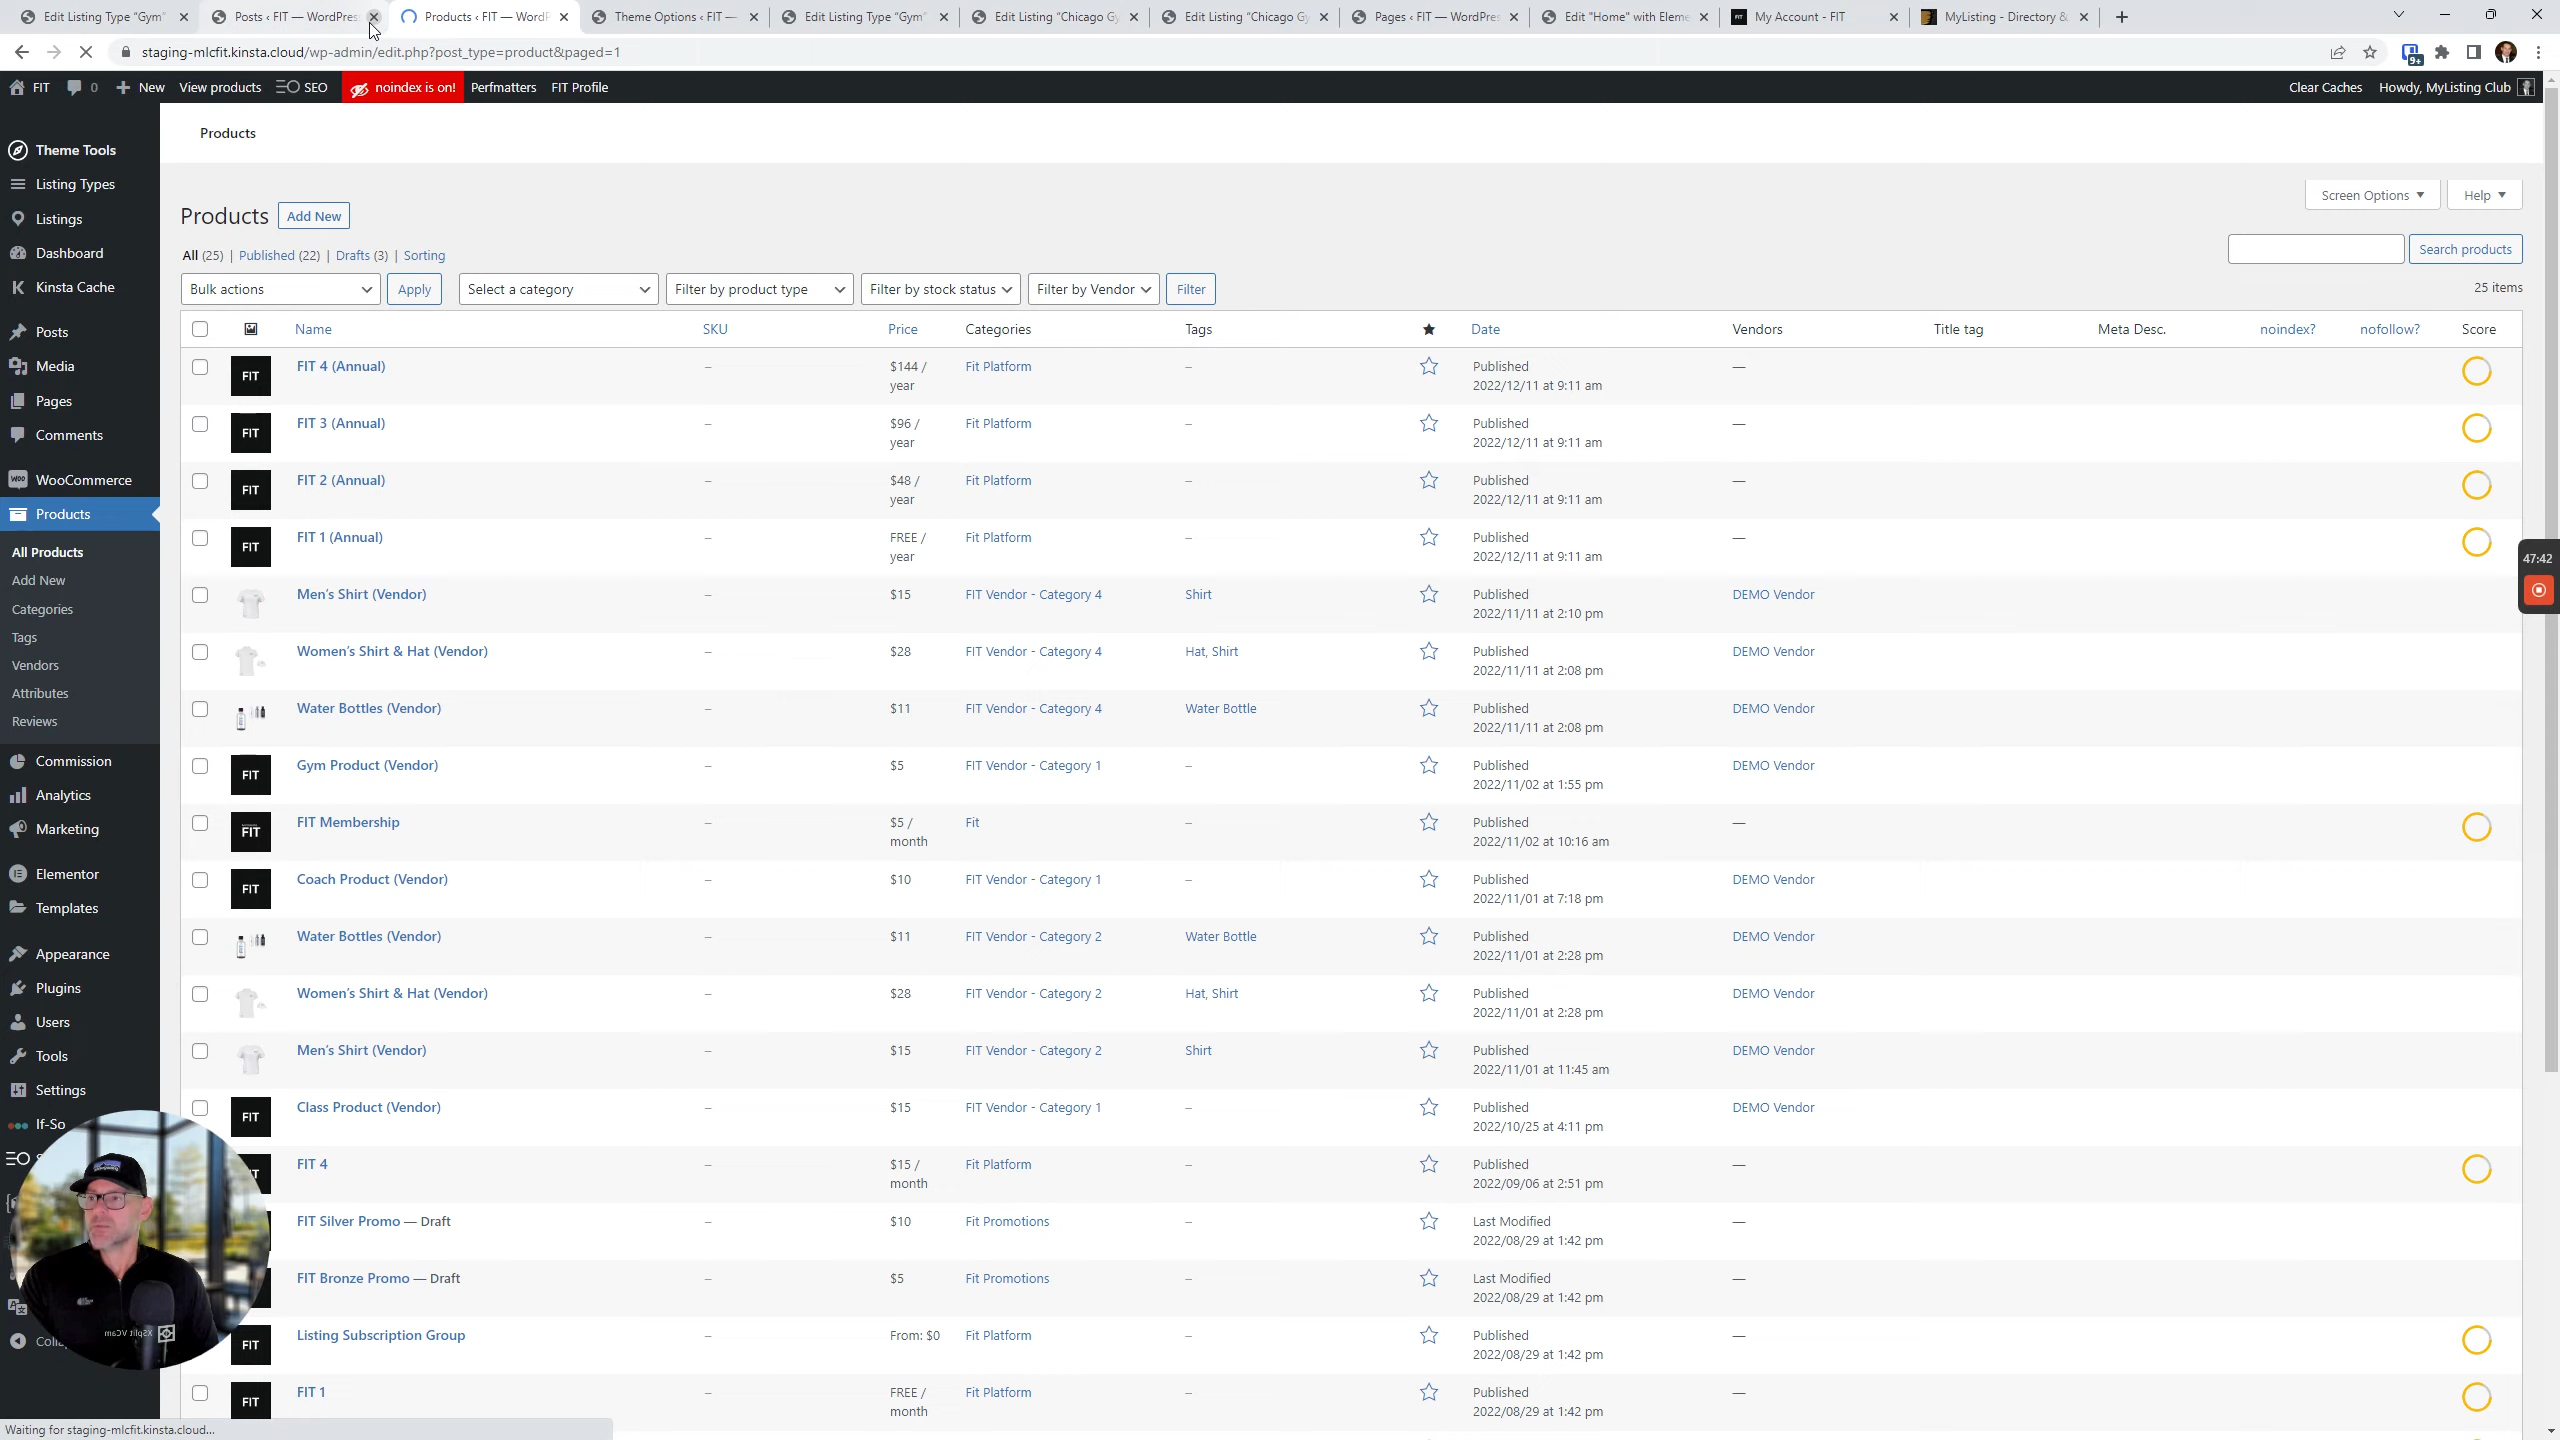 Edit Listing Type "Gym"
Posts ‹ FIT — WordPres
Products ‹ FIT — WordP
Theme Options ‹ FIT —
Edit Listing Type "Gym"
Edit Listing "Chicago Gy
Edit Listing "Chicago Gy
Pages ‹ FIT — WordPres
Edit "Home" with Eleme
My Account - FIT
MyListing - Directory &
staging-mlcfit.kinsta.cloud/wp-admin/edit.php?post_type=product&paged=1
9+
FIT
0
New
View products
SEO
noindex is on!
Perfmatters
FIT Profile
Clear Caches
Howdy, MyListing Club
Theme Tools
Listing Types
Listings
Dashboard
Kinsta Cache
Posts
Media
Pages
Comments
WooCommerce
Products
All Products
Add New
Categories
Tags
Vendors
Attributes
Reviews
Commission
Analytics
Marketing
Elementor
Templates
Appearance
Plugins
Users
Tools
Settings
If-So
Products
Screen Options
Help
Products
Add New
All (25) | Published (22) | Drafts (3) | Sorting
Search products
Bulk actions
Apply
Select a category
Filter by product type
Filter by stock status
Filter by Vendor
Filter
25 items
Name SKU Price Categories Tags Date Vendors Title tag Meta Desc. noindex? nofollow? Score
FIT FIT 4 (Annual) – $144 / year Fit Platform – Published 2022/12/11 at 9:11 am —
FIT FIT 3 (Annual) – $96 / year Fit Platform – Published 2022/12/11 at 9:11 am —
FIT FIT 2 (Annual) – $48 / year Fit Platform – Published 2022/12/11 at 9:11 am —
FIT FIT 1 (Annual) – FREE / year Fit Platform – Published 2022/12/11 at 9:11 am —
Men's Shirt (Vendor) – $15 FIT Vendor - Category 4 Shirt Published 2022/11/11 at 2:10 pm DEMO Vendor
Women's Shirt & Hat (Vendor) – $28 FIT Vendor - Category 4 Hat, Shirt Published 2022/11/11 at 2:08 pm DEMO Vendor
Water Bottles (Vendor) – $11 FIT Vendor - Category 4 Water Bottle Published 2022/11/11 at 2:08 pm DEMO Vendor
FIT Gym Product (Vendor) – $5 FIT Vendor - Category 1 – Published 2022/11/02 at 1:55 pm DEMO Vendor
FIT FIT Membership – $5 / month Fit – Published 2022/11/02 at 10:16 am —
FIT Coach Product (Vendor) – $10 FIT Vendor - Category 1 – Published 2022/11/01 at 7:18 pm DEMO Vendor
Water Bottles (Vendor) – $11 FIT Vendor - Category 2 Water Bottle Published 2022/11/01 at 2:28 pm DEMO Vendor
Women's Shirt & Hat (Vendor) – $28 FIT Vendor - Category 2 Hat, Shirt Published 2022/11/01 at 2:28 pm DEMO Vendor
Men's Shirt (Vendor) – $15 FIT Vendor - Category 2 Shirt Published 2022/11/01 at 11:45 am DEMO Vendor
FIT Class Product (Vendor) – $15 FIT Vendor - Category 1 – Published 2022/10/25 at 4:11 pm DEMO Vendor
FIT 4 – $15 / month Fit Platform – Published 2022/09/06 at 2:51 pm —
FIT Silver Promo — Draft – $10 Fit Promotions – Last Modified 2022/08/29 at 1:42 pm —
FIT Bronze Promo — Draft – $5 Fit Promotions – Last Modified 2022/08/29 at 1:42 pm —
FIT Listing Subscription Group – From: $0 Fit Platform – Published 2022/08/29 at 1:42 pm —
FIT FIT 1 – FREE / month Fit Platform – Published 2022/08/29 at 1:42 pm —
47:42
XSplit VCam
Waiting for staging-mlcfit.kinsta.cloud...